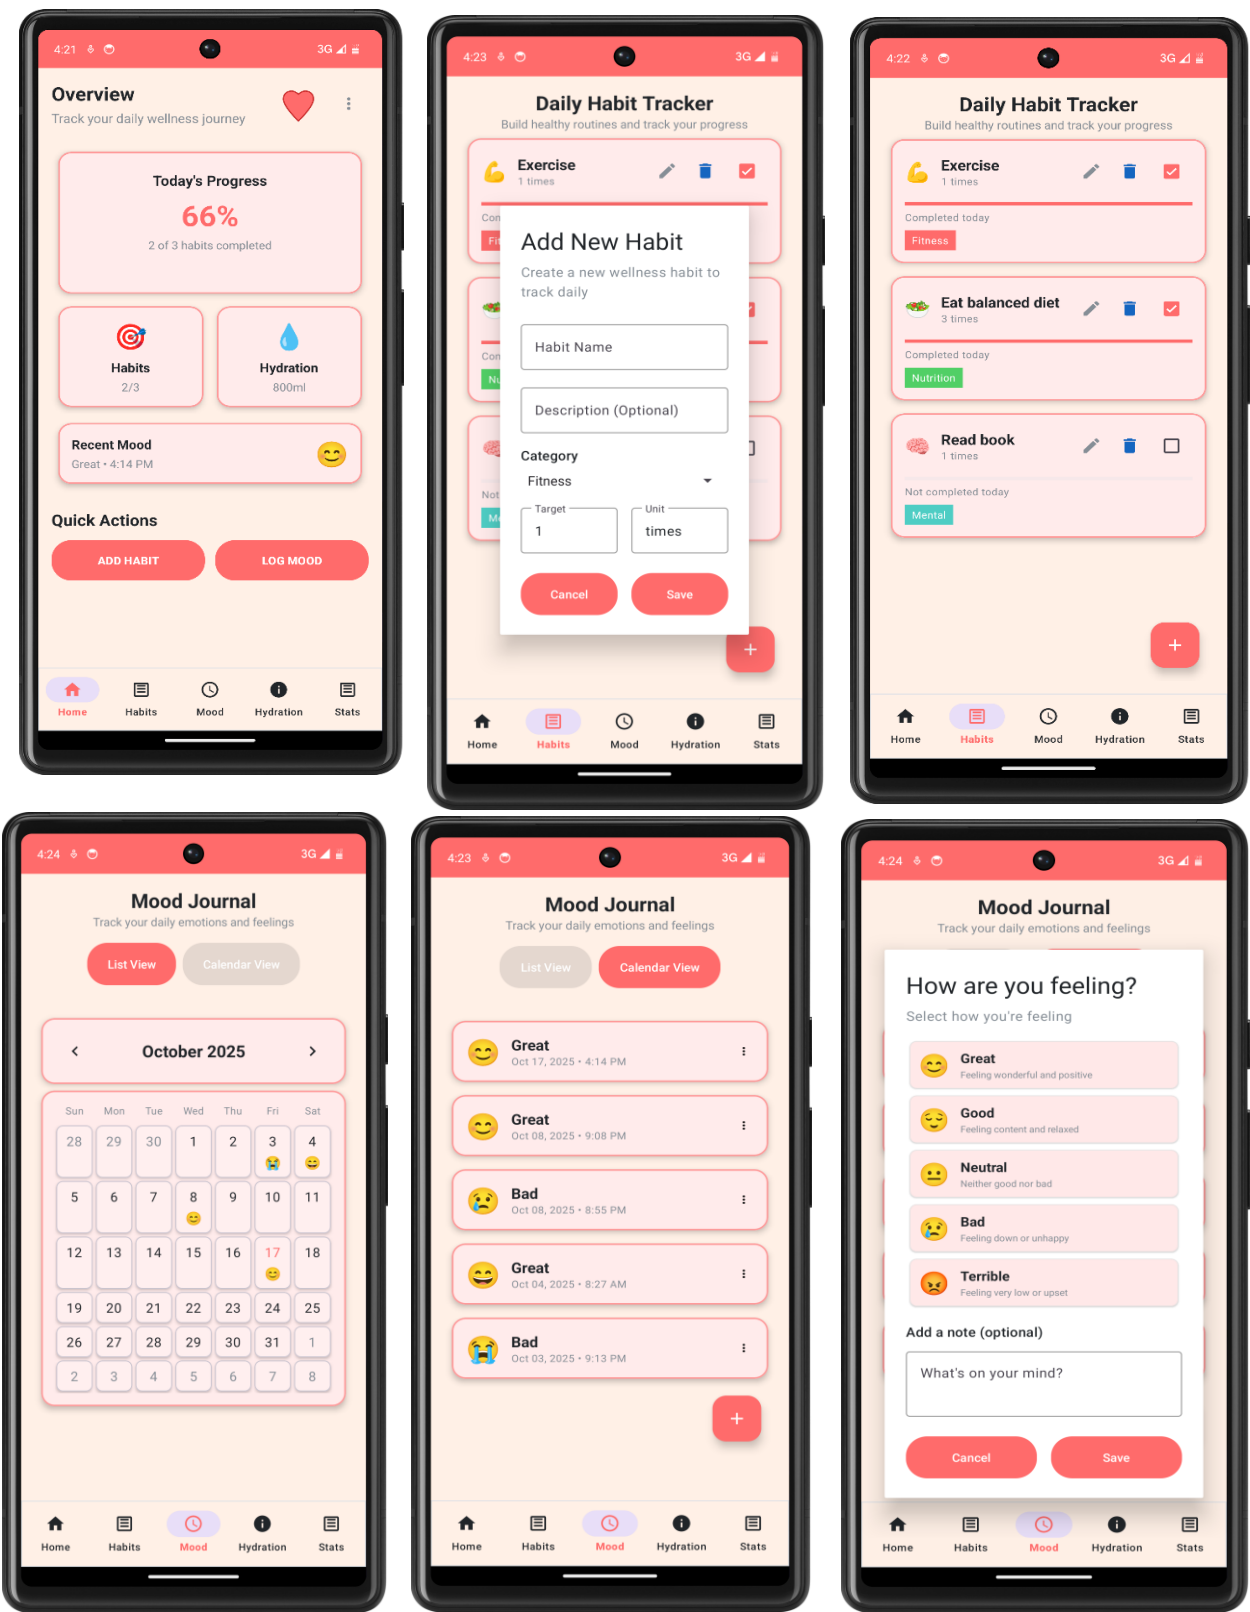 4:21
3G
Overview
Track your daily wellness journey
Today's Progress
66%
2 of 3 habits completed
Habits
2/3
Hydration
800ml
Recent Mood
Great • 4:14 PM
Quick Actions
ADD HABIT
LOG MOOD
Home
Habits
Mood
Hydration
Stats
4:23
3G
Daily Habit Tracker
Build healthy routines and track your progress
Exercise
1 times
Com
Fit
Add New Habit
Create a new wellness habit to
track daily
Habit Name
Description (Optional)
Category
Fitness
Target
1
Unit
times
Cancel
Save
Com
Nu
Not
Me
Home
Habits
Mood
Hydration
Stats
4:22
3G
Daily Habit Tracker
Build healthy routines and track your progress
Exercise
1 times
Completed today
Fitness
Eat balanced diet
3 times
Completed today
Nutrition
Read book
1 times
Not completed today
Mental
Home
Habits
Mood
Hydration
Stats
4:24
3G
Mood Journal
Track your daily emotions and feelings
List View
Calendar View
October 2025
Sun Mon Tue Wed Thu Fri Sat
28 29 30 1 2 3 4
5 6 7 8 9 10 11
12 13 14 15 16 17 18
19 20 21 22 23 24 25
26 27 28 29 30 31 1
2 3 4 5 6 7 8
Home
Habits
Mood
Hydration
Stats
4:23
3G
Mood Journal
Track your daily emotions and feelings
List View
Calendar View
Great
Oct 17, 2025 • 4:14 PM
Great
Oct 08, 2025 • 9:08 PM
Bad
Oct 08, 2025 • 8:55 PM
Great
Oct 04, 2025 • 8:27 AM
Bad
Oct 03, 2025 • 9:13 PM
Home
Habits
Mood
Hydration
Stats
4:24
3G
Mood Journal
Track your daily emotions and feelings
How are you feeling?
Select how you're feeling
Great
Feeling wonderful and positive
Good
Feeling content and relaxed
Neutral
Neither good nor bad
Bad
Feeling down or unhappy
Terrible
Feeling very low or upset
Add a note (optional)
What's on your mind?
Cancel
Save
Home
Habits
Mood
Hydration
Stats